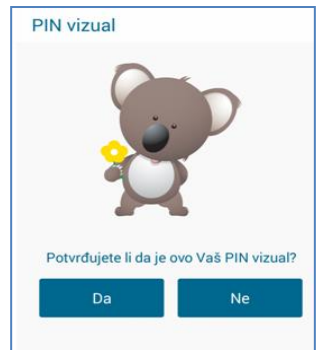 PIN vizual
Potvrđujete li da je ovo Vaš PIN vizual?
Da
Ne